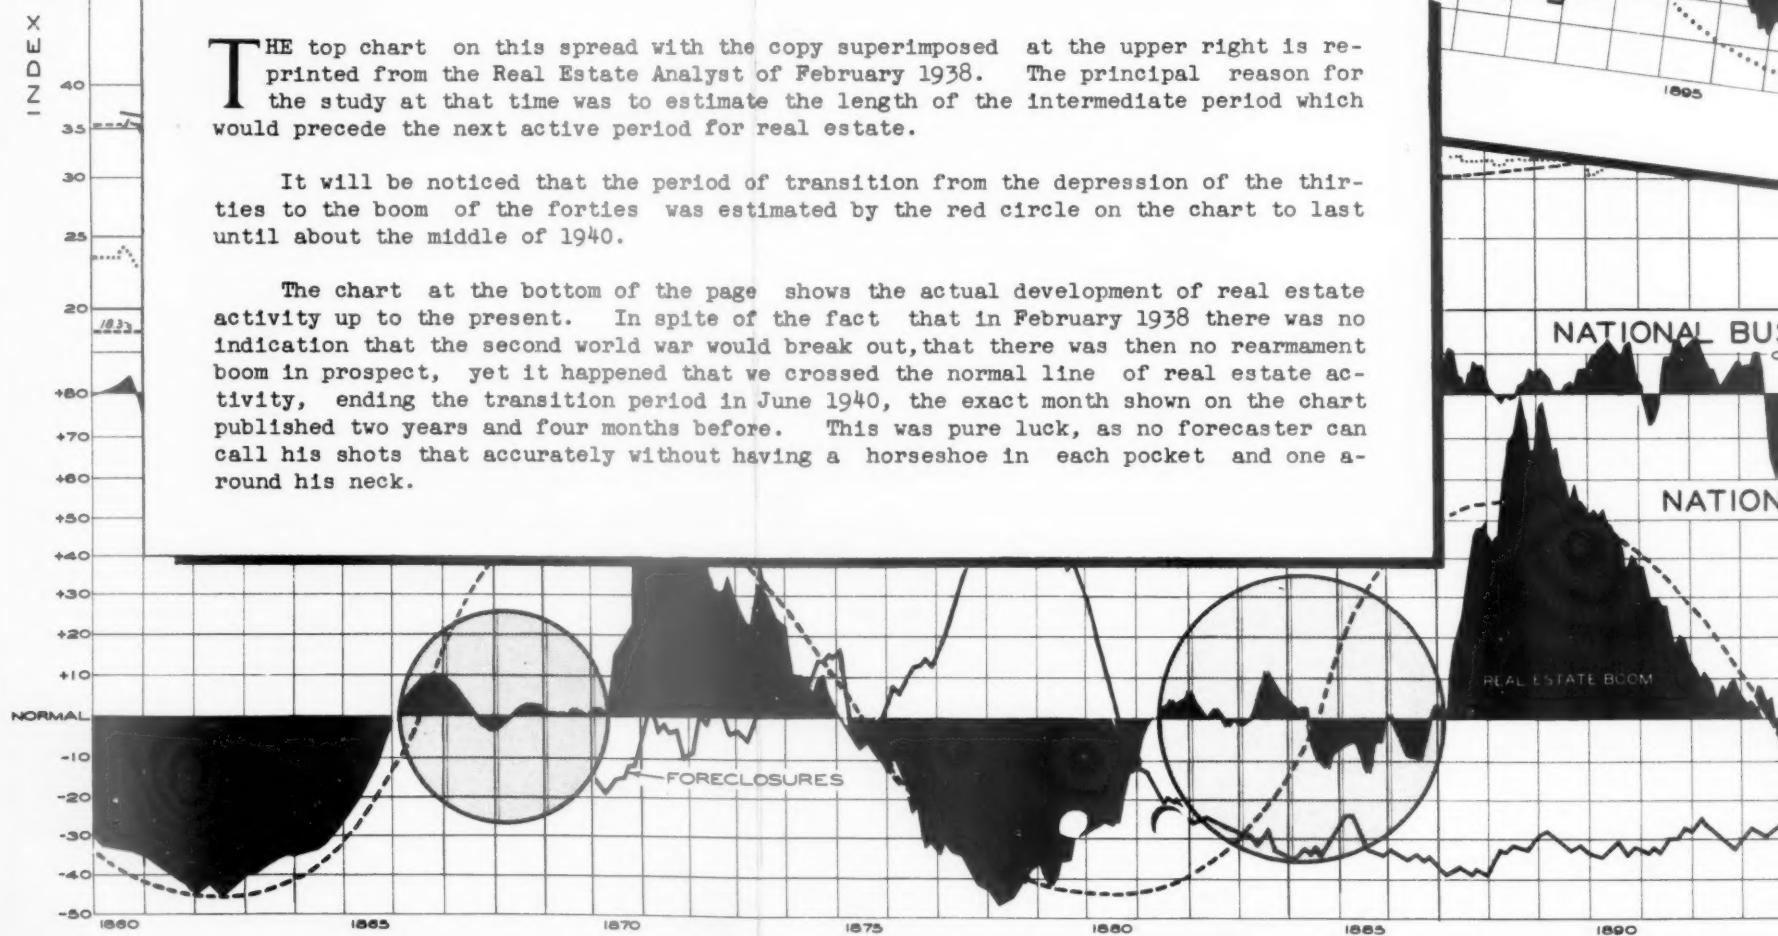 INDEX
40
35
30
25
20
18.33
+80
+70
+60
+50
+40
+30
+20
+10
NORMAL
-10
-20
-30
-40
-50
THE top chart on this spread with the copy superimposed at the upper right is re-
printed from the Real Estate Analyst of February 1938. The principal reason for
the study at that time was to estimate the length of the intermediate period which
would precede the next active period for real estate.
It will be noticed that the period of transition from the depression of the thir-
ties to the boom of the forties was estimated by the red circle on the chart to last
until about the middle of 1940.
The chart at the bottom of the page shows the actual development of real estate
activity up to the present. In spite of the fact that in February 1938 there was no
indication that the second world war would break out, that there was then no rearmament
boom in prospect, yet it happened that we crossed the normal line of real estate ac-
tivity, ending the transition period in June 1940, the exact month shown on the chart
published two years and four months before. This was pure luck, as no forecaster can
call his shots that accurately without having a horseshoe in each pocket and one a-
round his neck.
1895
NATIONAL BUS
NATION
REAL ESTATE BOOM
FORECLOSURES
1860 1865 1870 1875 1880 1885 1890